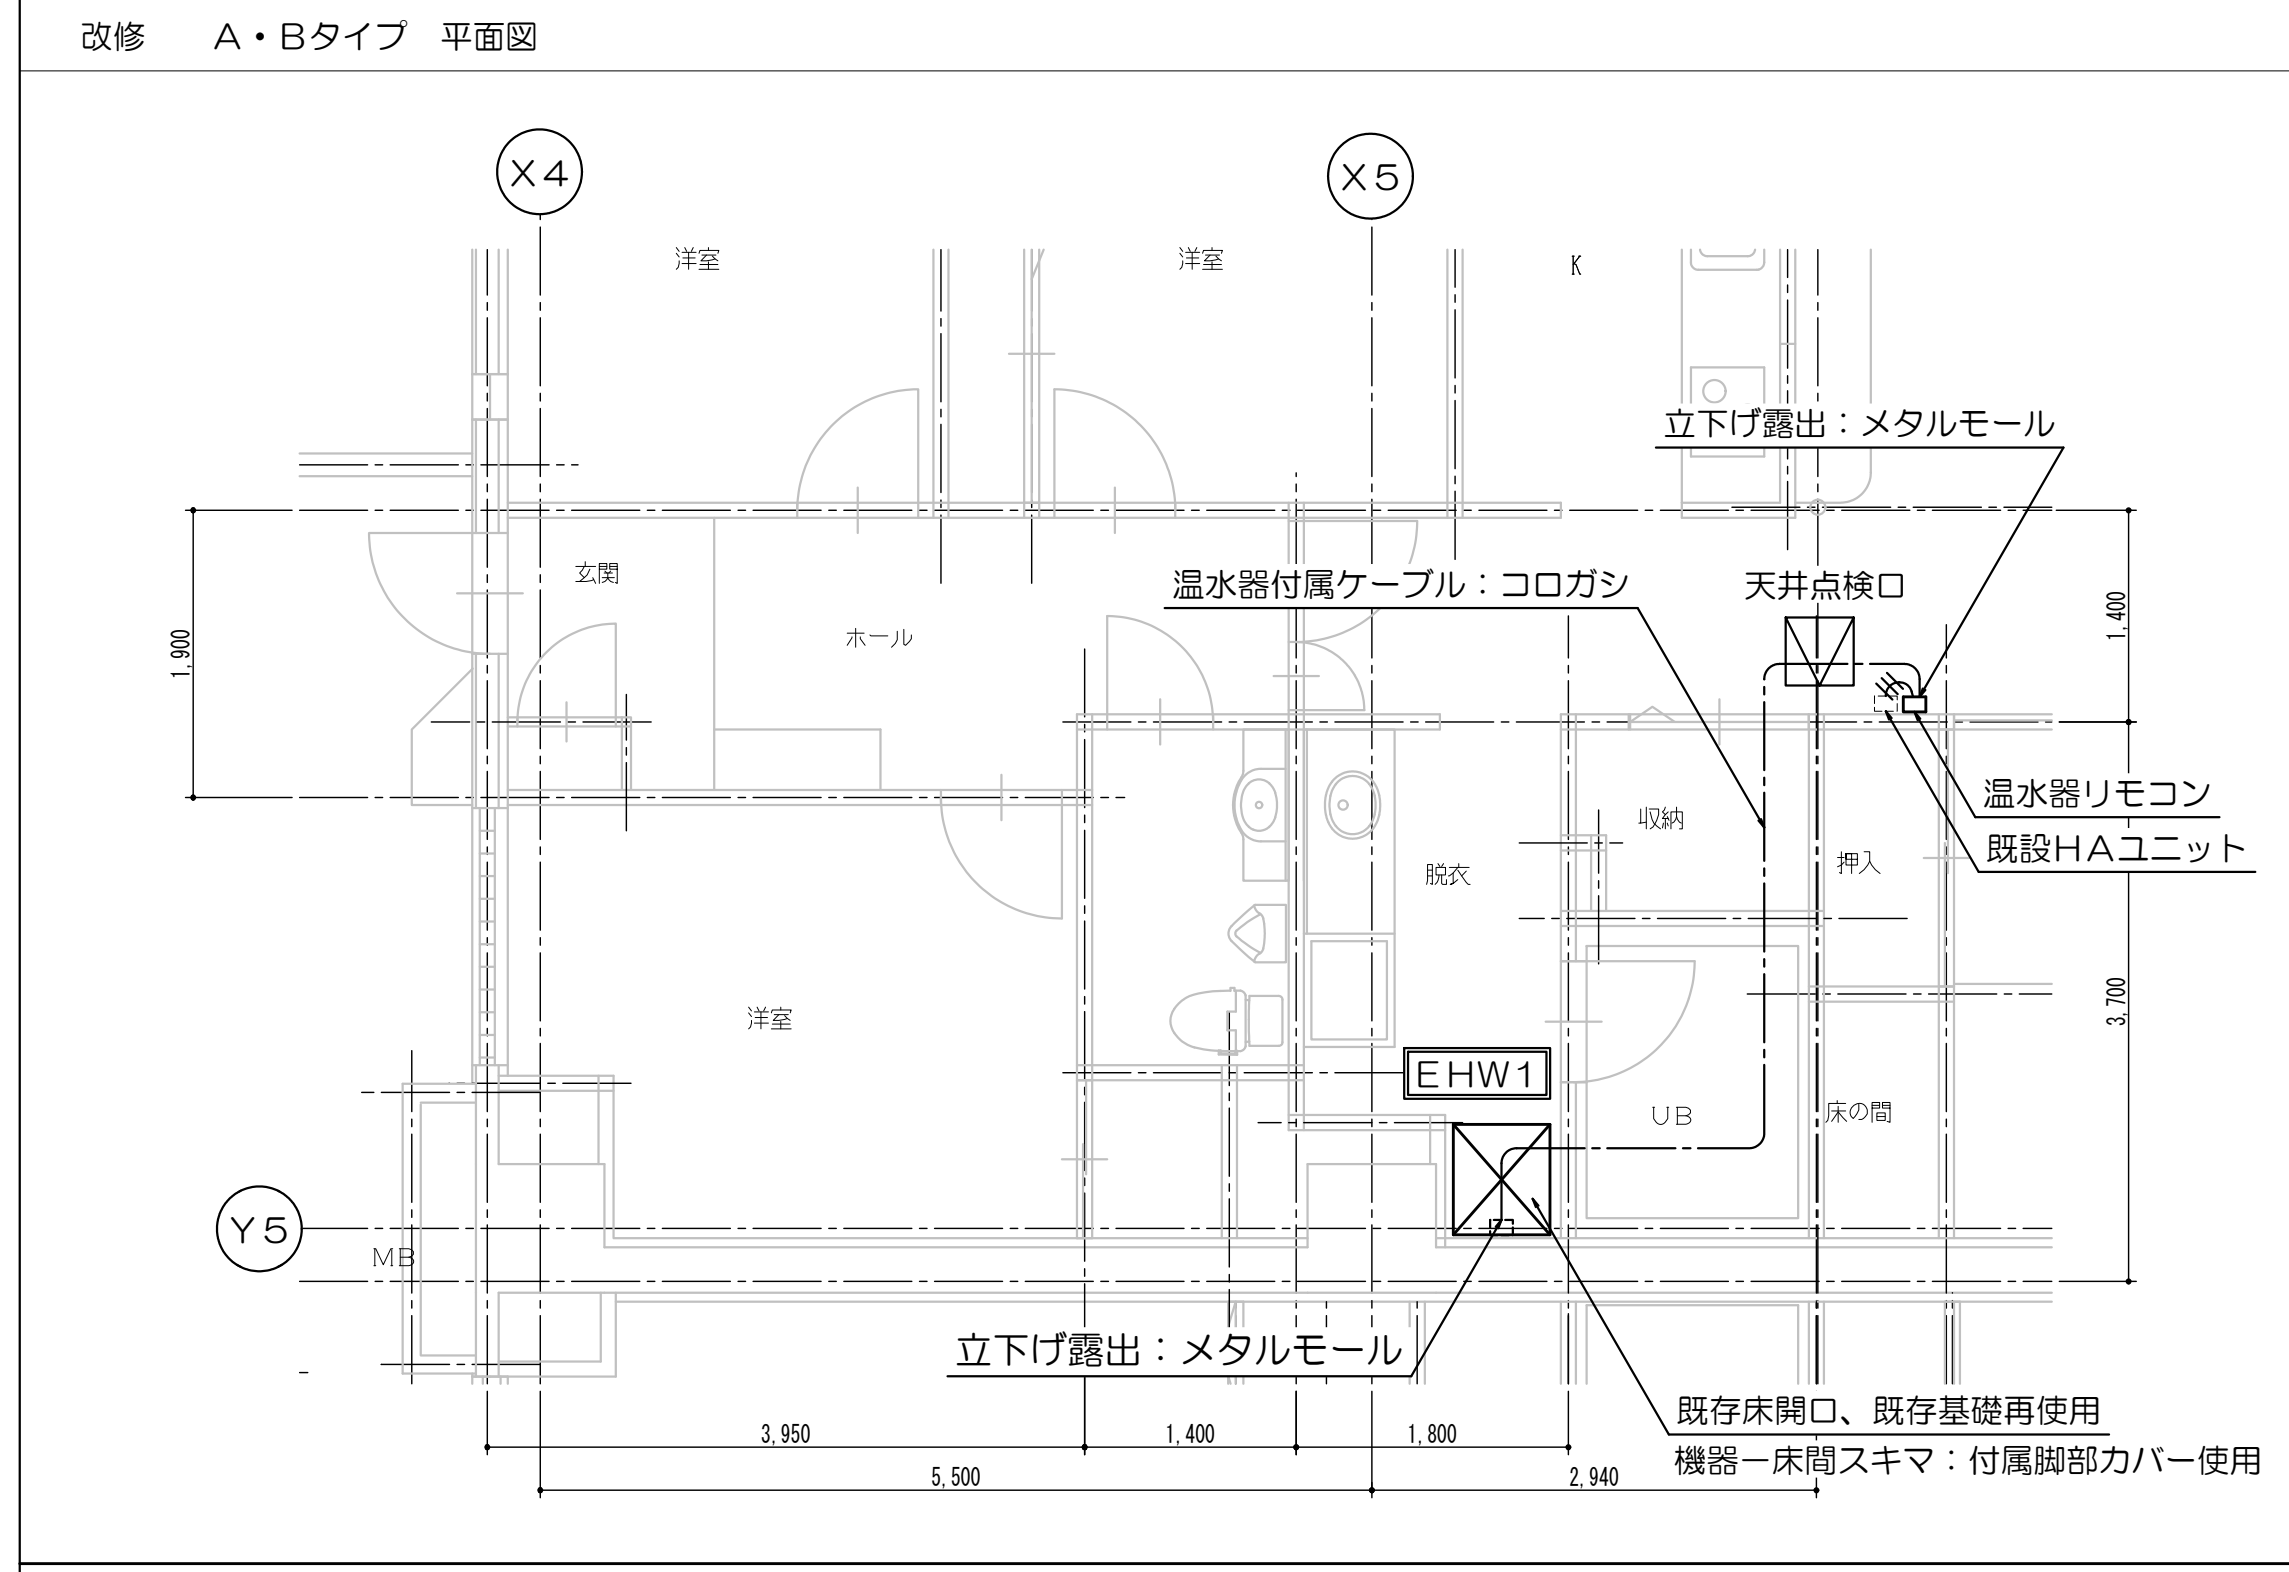 改修　A・Bタイプ　平面図
X4
X5
洋室
洋室
K
立下げ露出：メタルモール
玄関
温水器付属ケーブル：コロガシ
天井点検口
1,400
1,900
ホール
温水器リモコン
収納
既設HAユニット
押入
脱衣
3,700
洋室
EHW1
UB
床の間
Y5
MB
立下げ露出：メタルモール
既存床開口、既存基礎再使用
3,950
1,400
1,800
機器ー床間スキマ：付属脚部カバー使用
5,500
2,940